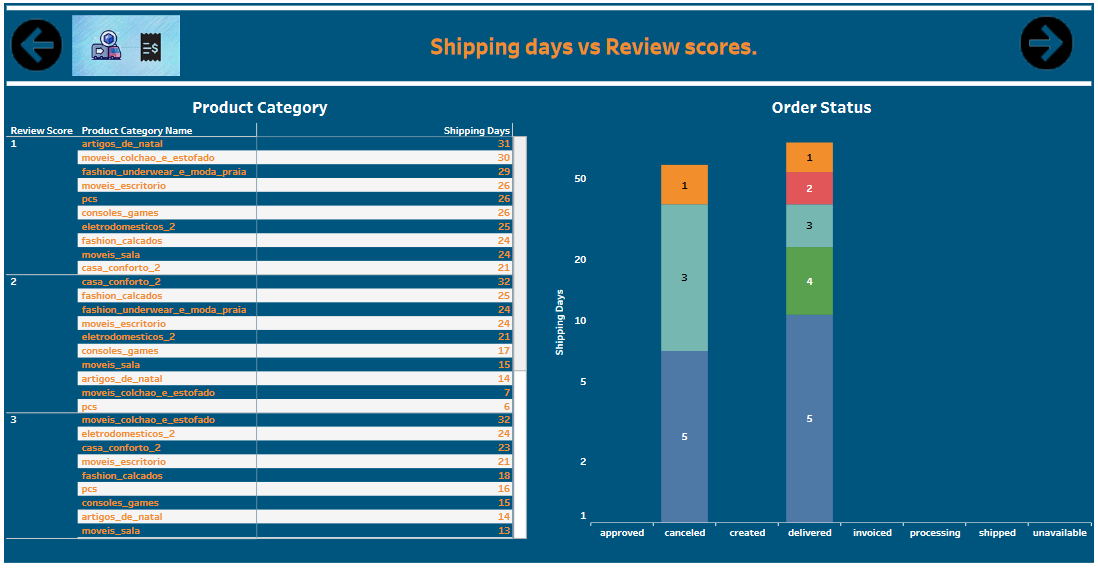 Shipping days vs Review scores.
Product Category
Review Score Product Category Name Shipping Days
1 artigos_de_natal 31
moveis_colchao_e_estofado 30
fashion_underwear_e_moda_praia 29
moveis_escritorio 26
pcs 26
consoles_games 26
eletrodomesticos_2 25
fashion_calcados 24
moveis_sala 24
casa_conforto_2 21
2 casa_conforto_2 32
fashion_calcados 25
fashion_underwear_e_moda_praia 24
moveis_escritorio 24
eletrodomesticos_2 21
consoles_games 17
moveis_sala 15
artigos_de_natal 14
moveis_colchao_e_estofado 7
pcs 6
3 moveis_colchao_e_estofado 32
eletrodomesticos_2 24
casa_conforto_2 23
moveis_escritorio 21
fashion_calcados 18
pcs 16
consoles_games 15
artigos_de_natal 14
moveis_sala 13
Order Status
Shipping Days
50
20
10
5
2
1
1
3
5
1
2
3
4
5
approved canceled created delivered invoiced processing shipped unavailable